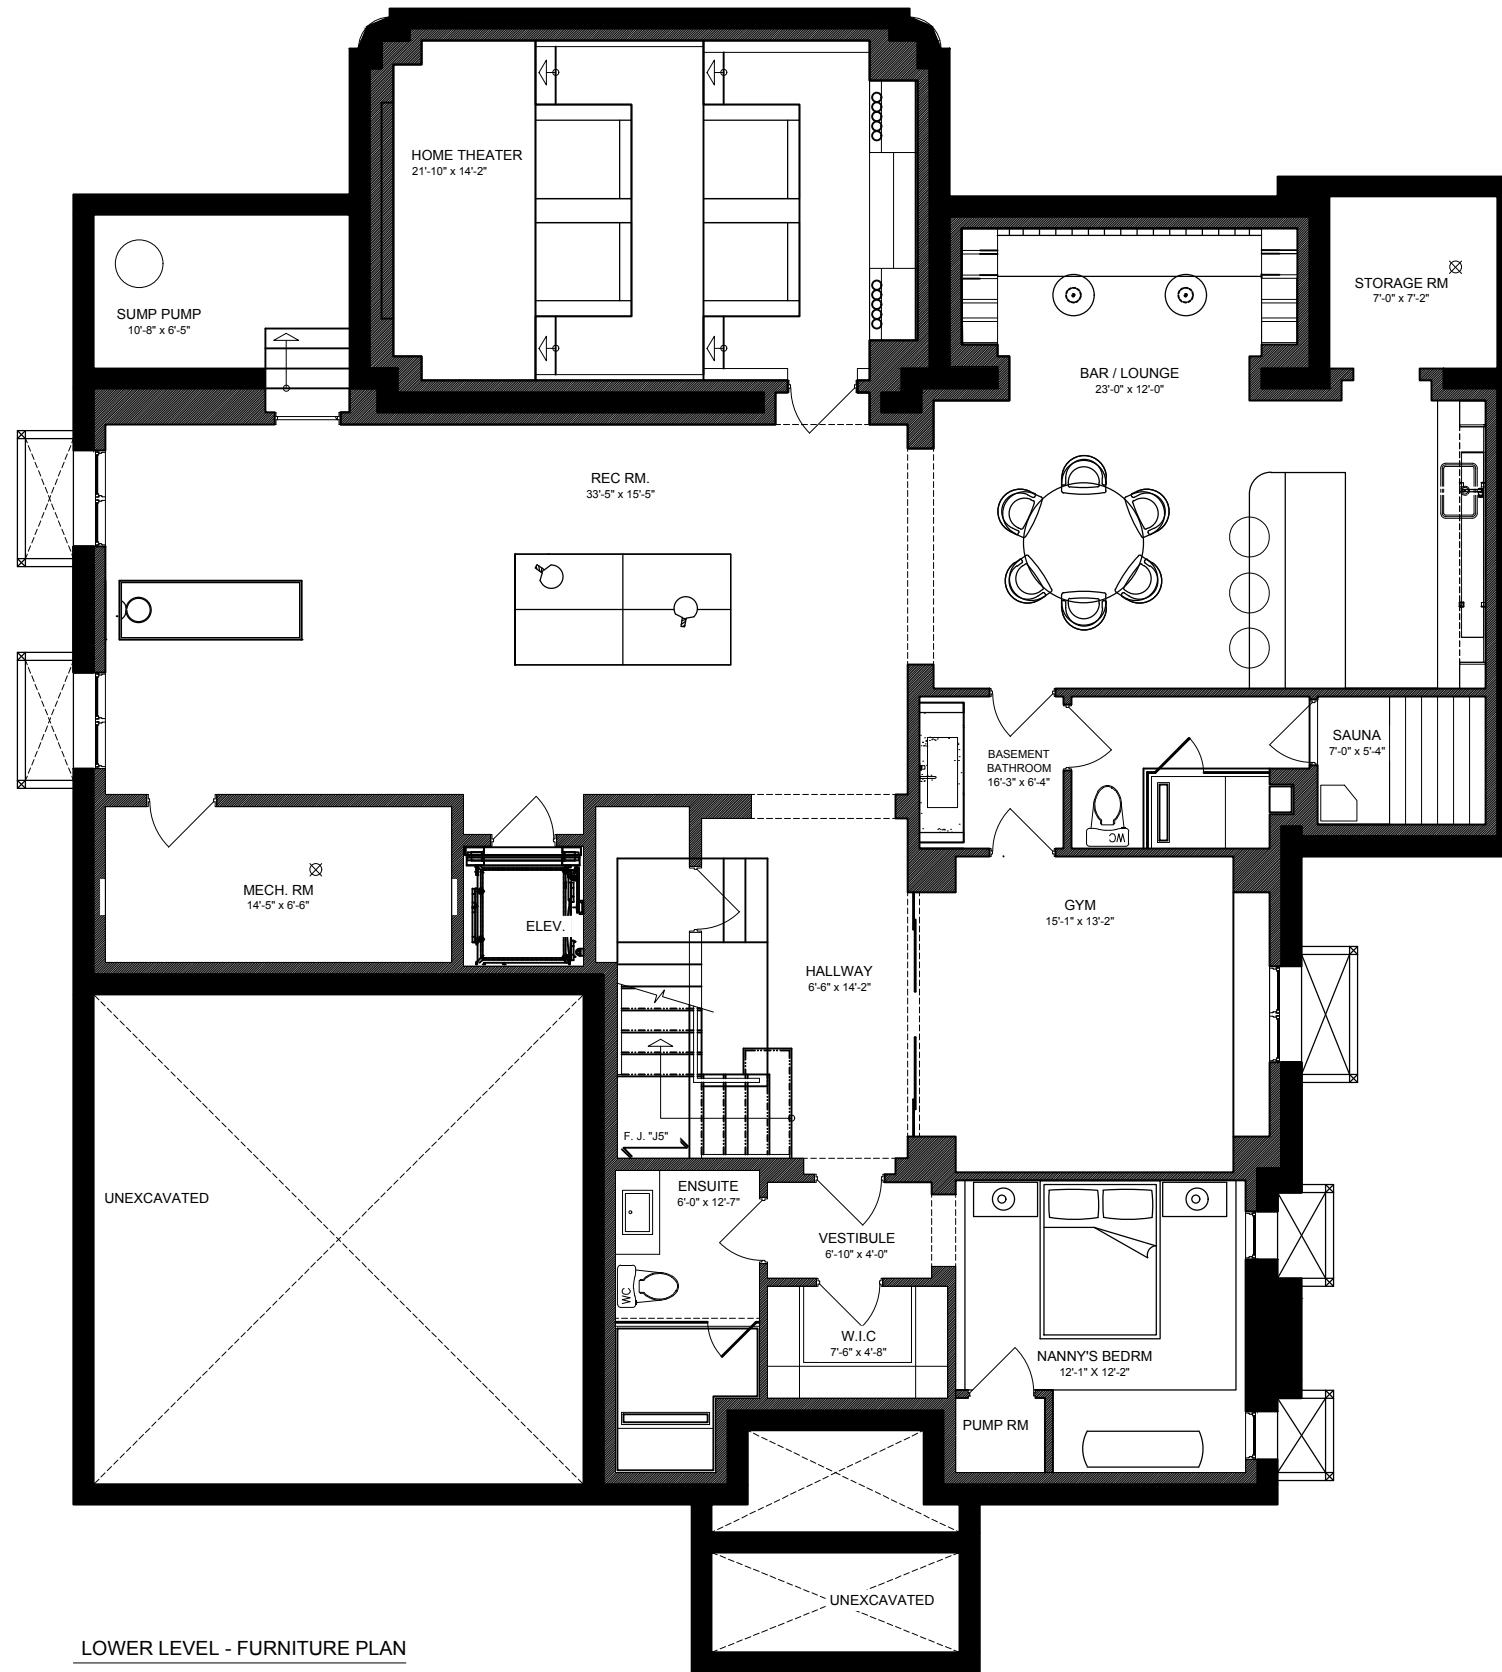 HOME THEATER
21'-10" x 14'-2"
SUMP PUMP
10'-8" x 6'-5"
STORAGE RM
7'-0" x 7'-2"
BAR / LOUNGE
23'-0" x 12'-0"
REC RM.
33'-5" x 15'-5"
SAUNA
7'-0" x 5'-4"
BASEMENT
BATHROOM
16'-3" x 6'-4"
WC
MECH. RM
14'-5" x 6'-6"
ELEV.
GYM
15'-1" x 13'-2"
HALLWAY
6'-6" x 14'-2"
F. J. "J5"
UNEXCAVATED
ENSUITE
6'-0" x 12'-7"
WC
VESTIBULE
6'-10" x 4'-0"
W.I.C
7'-6" x 4'-8"
NANNY'S BEDRM
12'-1" X 12'-2"
PUMP RM
UNEXCAVATED
LOWER LEVEL - FURNITURE PLAN